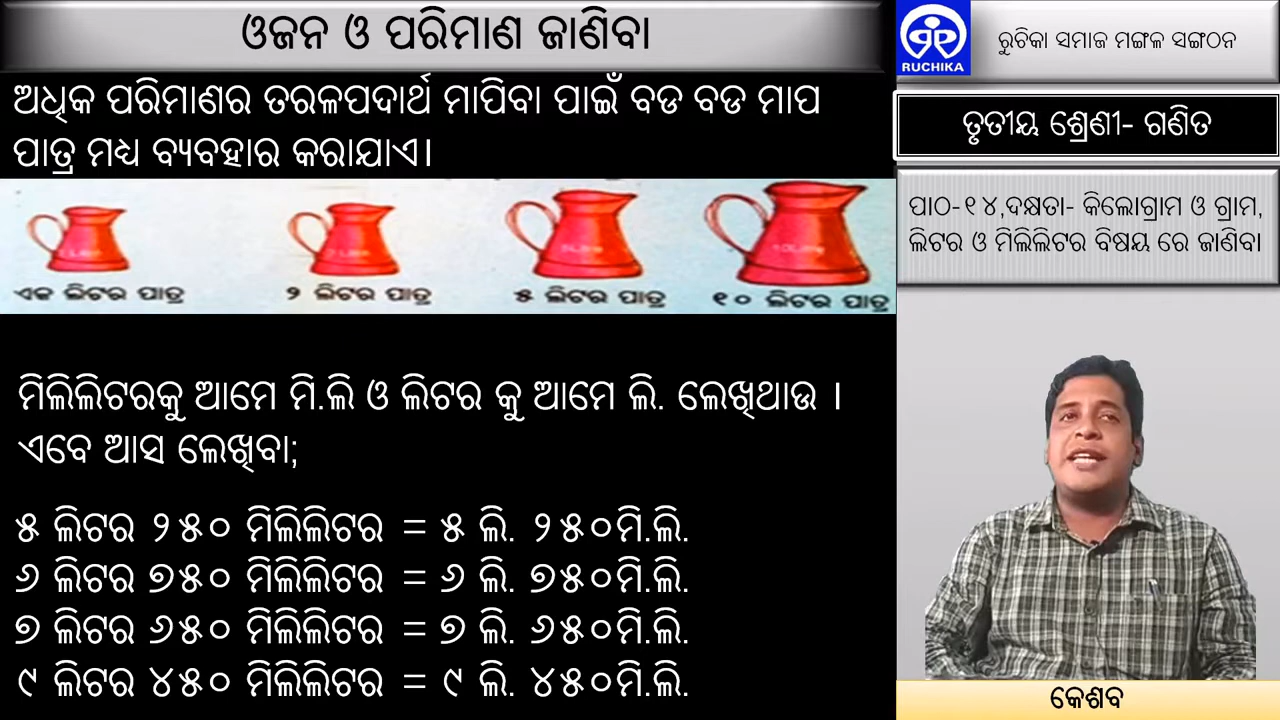 ଓଜନ ଓ ପରିମାଣ ଜାଣିବା
RUCHIKA
ରୁଚିକା ସମାଜ ମଙ୍ଗଳ ସଙ୍ଗଠନ
ଅଧିକ ପରିମାଣର ତରଳପଦାର୍ଥ ମାପିବା ପାଇଁ ବଡ ବଡ ମାପ
ପାତ୍ର ମଧ୍ୟ ବ୍ୟବହାର କରାଯାଏ।
ତୃତୀୟ ଶ୍ରେଣୀ- ଗଣିତ
ପାଠ-୧୪,ଦକ୍ଷତା- କିଲୋଗ୍ରାମ ଓ ଗ୍ରାମ,
ଲିଟର ଓ ମିଲିଲିଟର ବିଷୟ ରେ ଜାଣିବା
ଏକ ଲିଟର ପାତ୍ର
୨ ଲିଟର ପାତ୍ର
୫ ଲିଟର ପାତ୍ର
୧୦ ଲିଟର ପାତ୍ର
ମିଲିଲିଟରକୁ ଆମେ ମି.ଲି ଓ ଲିଟର କୁ ଆମେ ଲି. ଲେଖିଥାଉ ।
ଏବେ ଆସ ଲେଖିବା;
୫ ଲିଟର ୨୫୦ ମିଲିଲିଟର = ୫ ଲି. ୨୫୦ମି.ଲି.
୬ ଲିଟର ୭୫୦ ମିଲିଲିଟର = ୬ ଲି. ୭୫୦ମି.ଲି.
୭ ଲିଟର ୬୫୦ ମିଲିଲିଟର = ୭ ଲି. ୬୫୦ମି.ଲି.
୯ ଲିଟର ୪୫୦ ମିଲିଲିଟର = ୯ ଲି. ୪୫୦ମି.ଲି.
କେଶବ